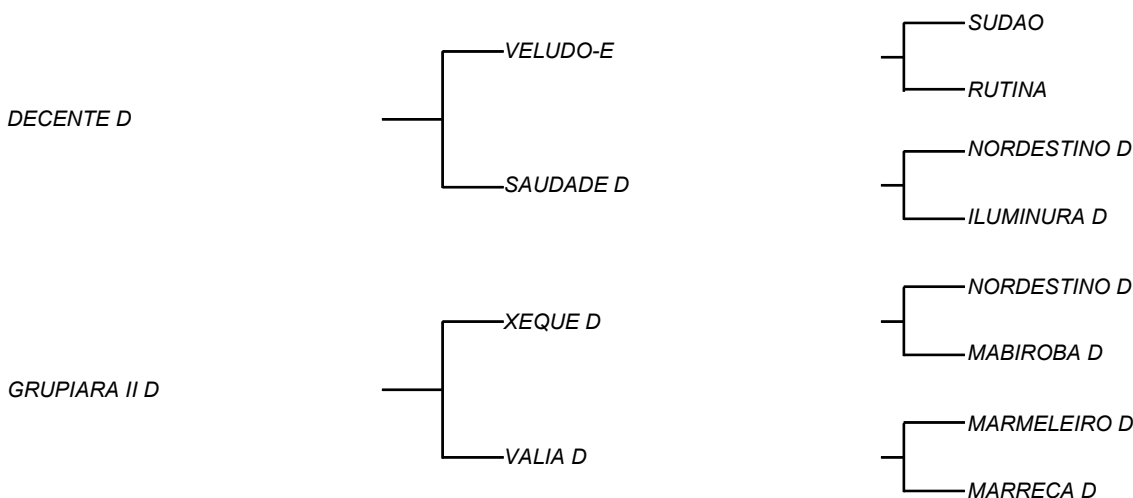 SUDAO
VELUDO-E
RUTINA
DECENTE D
NORDESTINO D
SAUDADE D
ILUMINURA D
NORDESTINO D
XEQUE D
MABIROBA D
GRUPIARA II D
MARMELEIRO D
VALIA D
MARRECA D